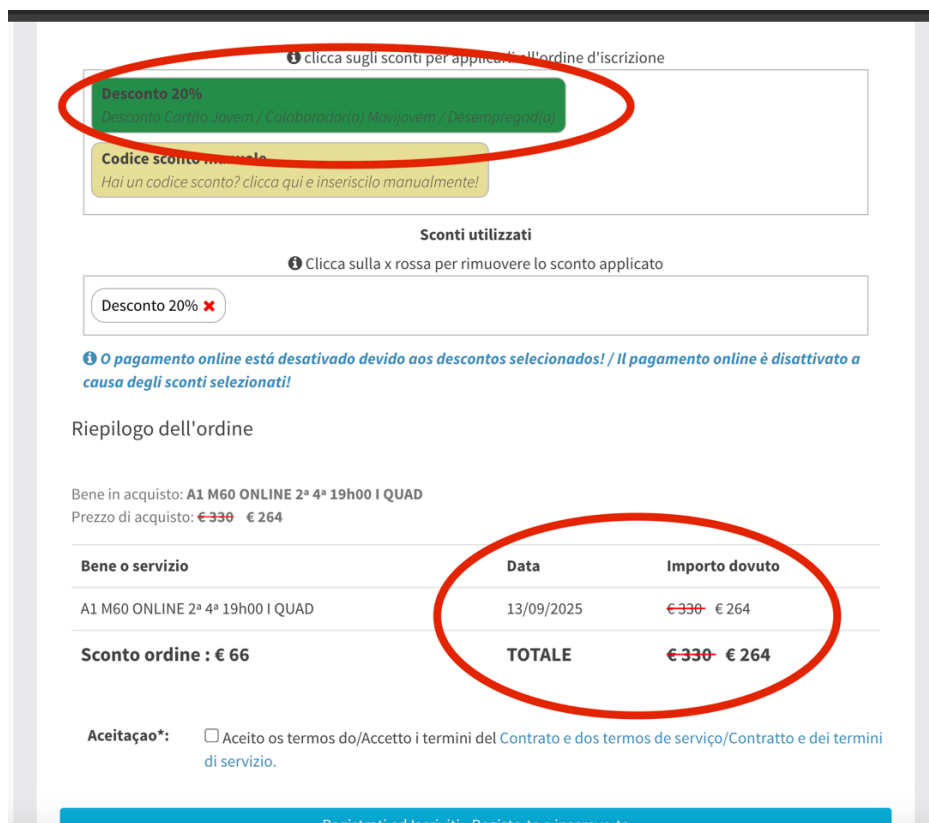 clicca sugli sconti per applicarli all'ordine d'iscrizione
Desconto 20%
Desconto Cartão Jovem / Colaborador(a) Movijovem / Desempregad(a)
Codice sconto manuale
Hai un codice sconto? clicca qui e inseriscilo manualmente!
Sconti utilizzati
Clicca sulla x rossa per rimuovere lo sconto applicato
Desconto 20% ✖
O pagamento online está desativado devido aos descontos selecionados! / Il pagamento online è disattivato a
causa degli sconti selezionati!
Riepilogo dell'ordine
Bene in acquisto: A1 M60 ONLINE 2ª 4ª 19h00 I QUAD
Prezzo di acquisto: € 330 € 264
Bene o servizio Data Importo dovuto
A1 M60 ONLINE 2ª 4ª 19h00 I QUAD 13/09/2025 € 330 € 264
Sconto ordine : € 66 TOTALE € 330 € 264
Aceitaçao*: Aceito os termos do/Accetto i termini del Contrato e dos termos de serviço/Contratto e dei termini
di servizio.